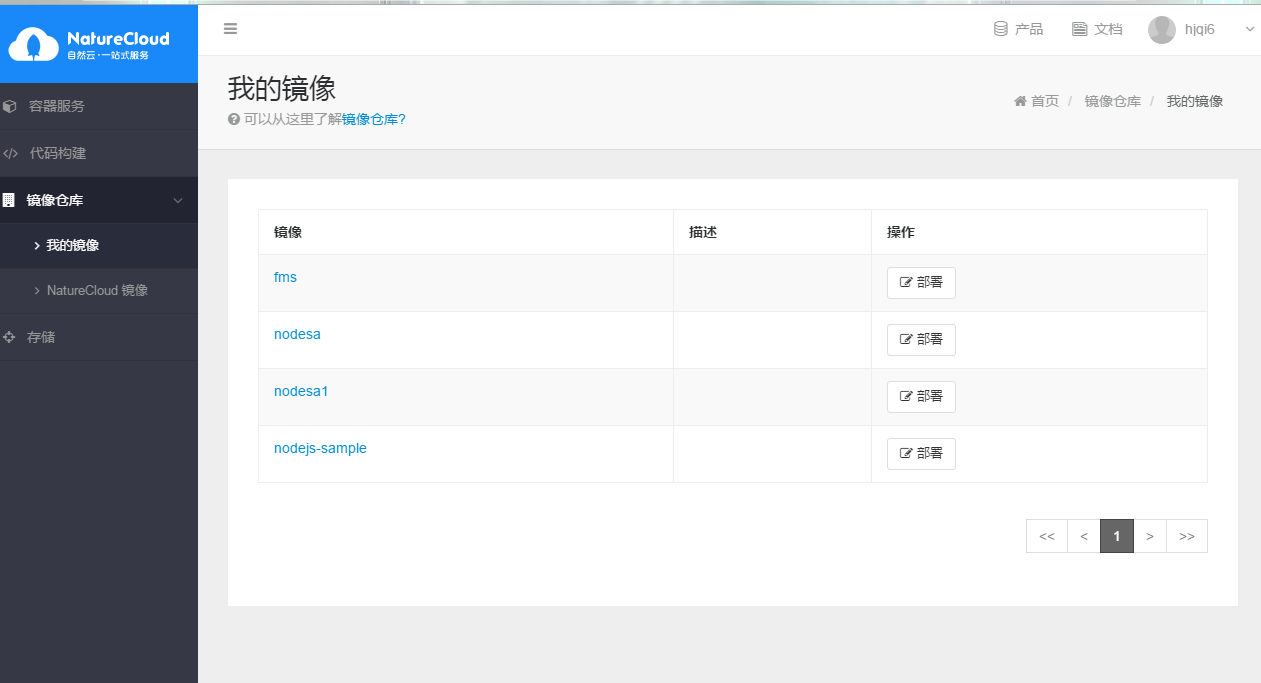 NatureCloud
自然云·一站式服务
产品 文档 hjqi6
容器服务
代码构建
镜像仓库
我的镜像
NatureCloud 镜像
存储
我的镜像
可以从这里了解镜像仓库?
首页 / 镜像仓库 / 我的镜像
镜像 描述 操作
fms 部署
nodesa 部署
nodesa1 部署
nodejs-sample 部署
<< < 1 > >>